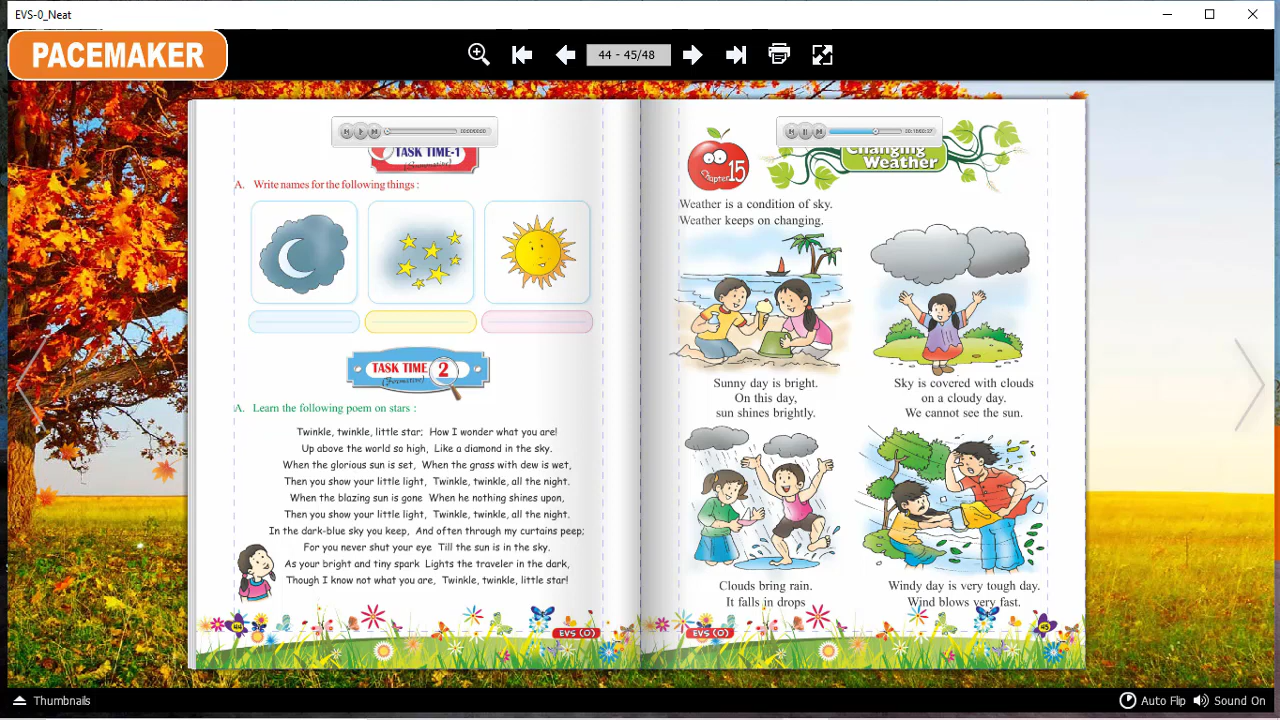 EVS-0_Neat
PACEMAKER
44 - 45/48
TASK TIME-1
(Summative)
A. Write names for the following things :
TASK TIME 2
(Formative)
A. Learn the following poem on stars :
Twinkle, twinkle, little star; How I wonder what you are!
Up above the world so high, Like a diamond in the sky.
When the glorious sun is set, When the grass with dew is wet,
Then you show your little light, Twinkle, twinkle, all the night.
When the blazing sun is gone When he nothing shines upon,
Then you show your little light, Twinkle, twinkle, all the night.
In the dark-blue sky you keep, And often through my curtains peep;
For you never shut your eye Till the sun is in the sky.
As your bright and tiny spark Lights the traveler in the dark,
Though I know not what you are, Twinkle, twinkle, little star!
44
EVS (0)
Chapter 15
Changing
Weather
Weather is a condition of sky.
Weather keeps on changing.
Sunny day is bright.
On this day,
sun shines brightly.
Sky is covered with clouds
on a cloudy day.
We cannot see the sun.
Clouds bring rain.
It falls in drops
Windy day is very tough day.
Wind blows very fast.
EVS (0)
45
Thumbnails
Auto Flip
Sound On